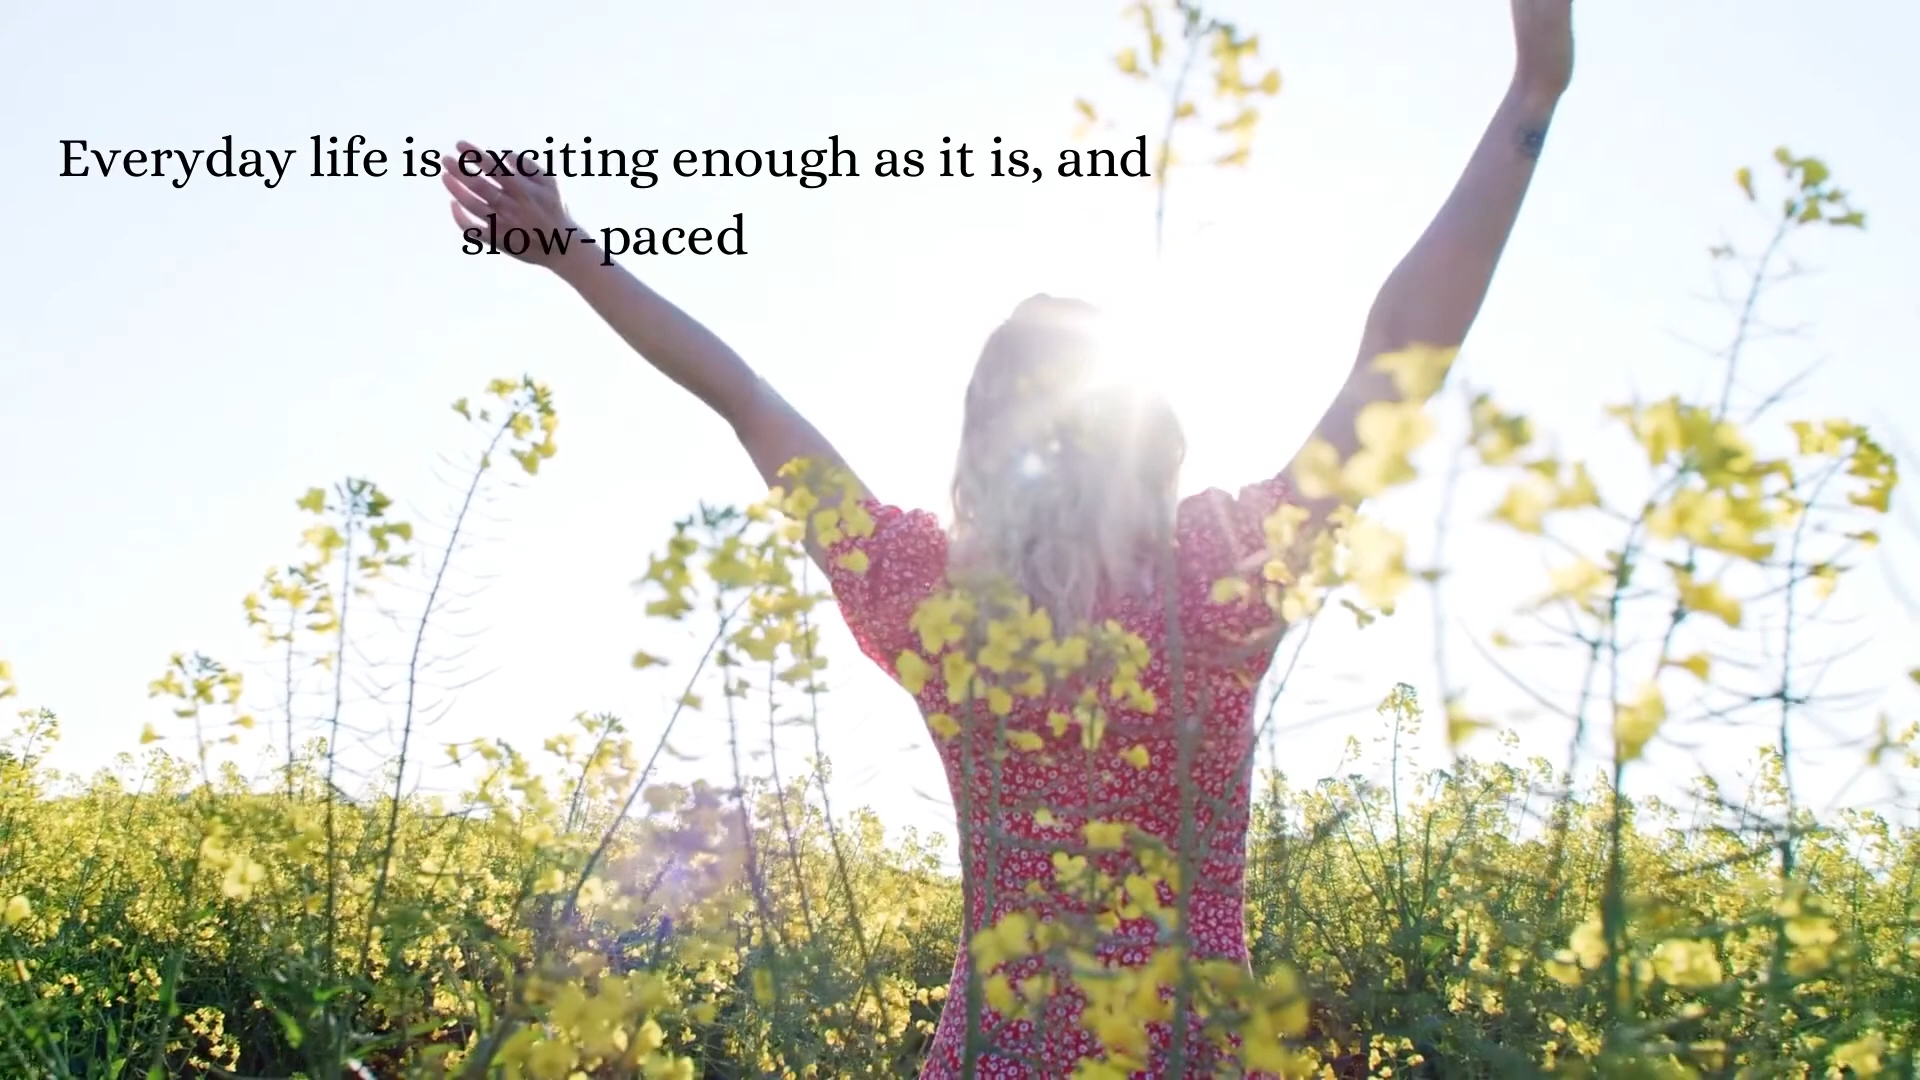 Everyday life is exciting enough as it is, and
slow-paced